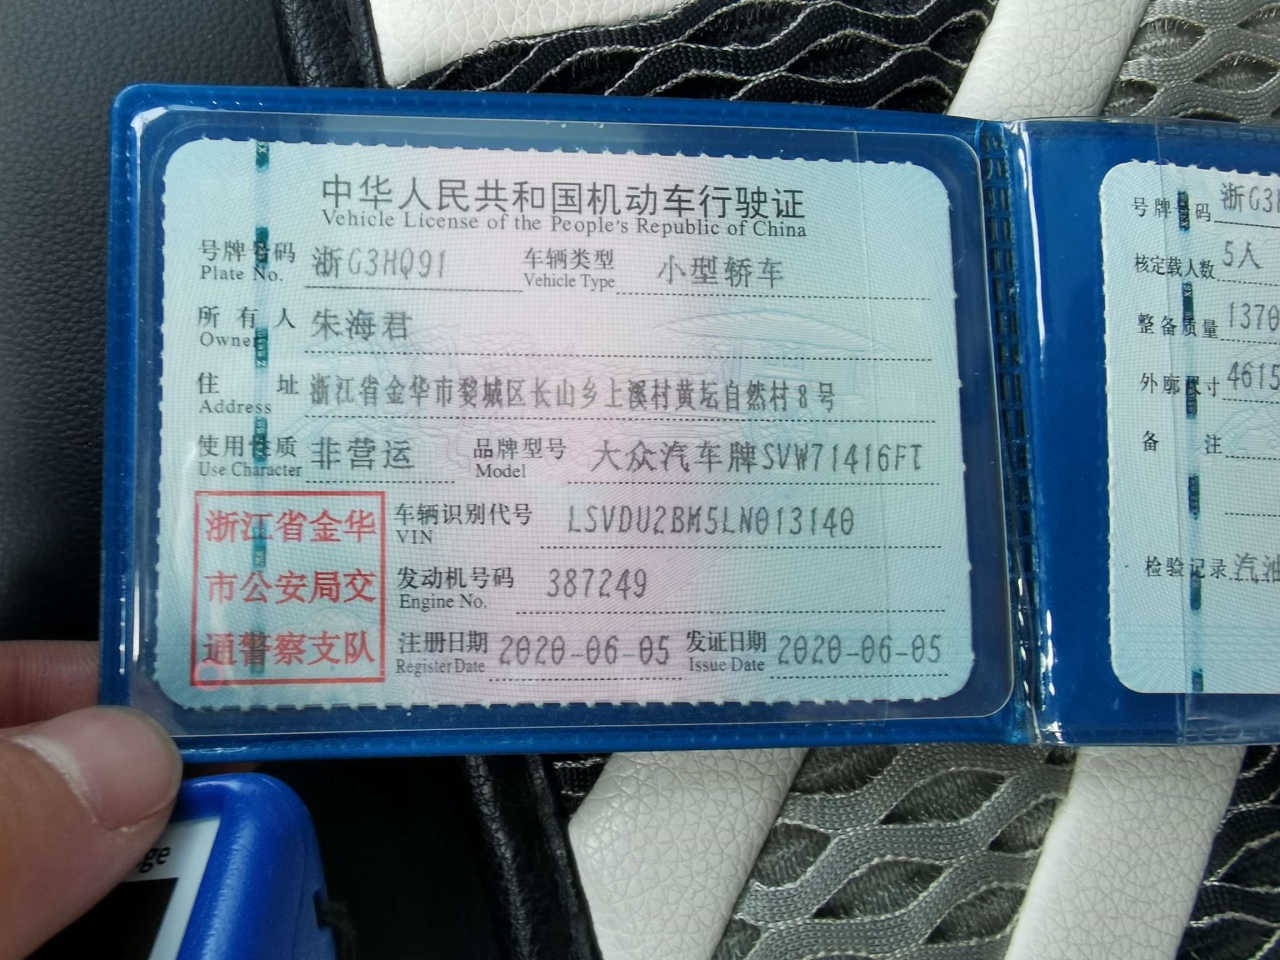 中华人民共和国机动车行驶证
Vehicle License of the People's Republic of China
号牌号码 浙G3HQ91 车辆类型 小型轿车
Plate No. Vehicle Type
所有人 朱海君
Owner
住址 浙江省金华市婺城区长山乡上溪村黄坛自然村8号
Address
使用性质 非营运 品牌型号 大众汽车牌SVW71416FT
Use Character Model
浙江省金华
市公安局交
通警察支队
车辆识别代号 LSVDU2BM5LN013140
VIN
发动机号码 387249
Engine No.
注册日期 2020-06-05 发证日期 2020-06-05
Register Date Issue Date
号牌号码 浙G3
核定载人数 5人
整备质量 1370
外廓尺寸 4615
备注
检验记录 汽油